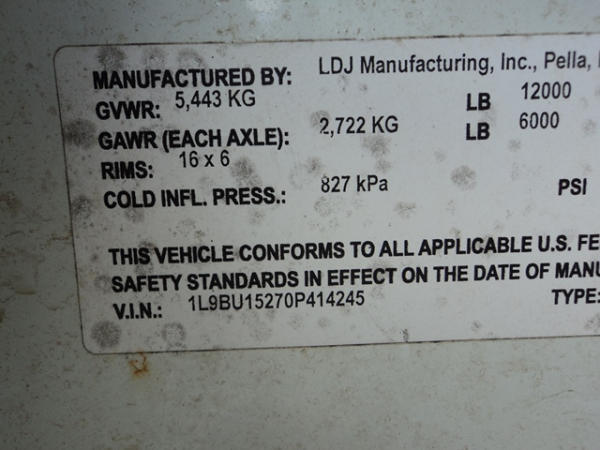 MANUFACTURED BY: LDJ Manufacturing, Inc., Pella,
GVWR: 5,443 KG LB 12000
GAWR (EACH AXLE): 2,722 KG LB 6000
RIMS: 16 x 6
COLD INFL. PRESS.: 827 kPa PSI
THIS VEHICLE CONFORMS TO ALL APPLICABLE U.S. FE
SAFETY STANDARDS IN EFFECT ON THE DATE OF MANU
V.I.N.: 1L9BU15270P414245 TYPE: